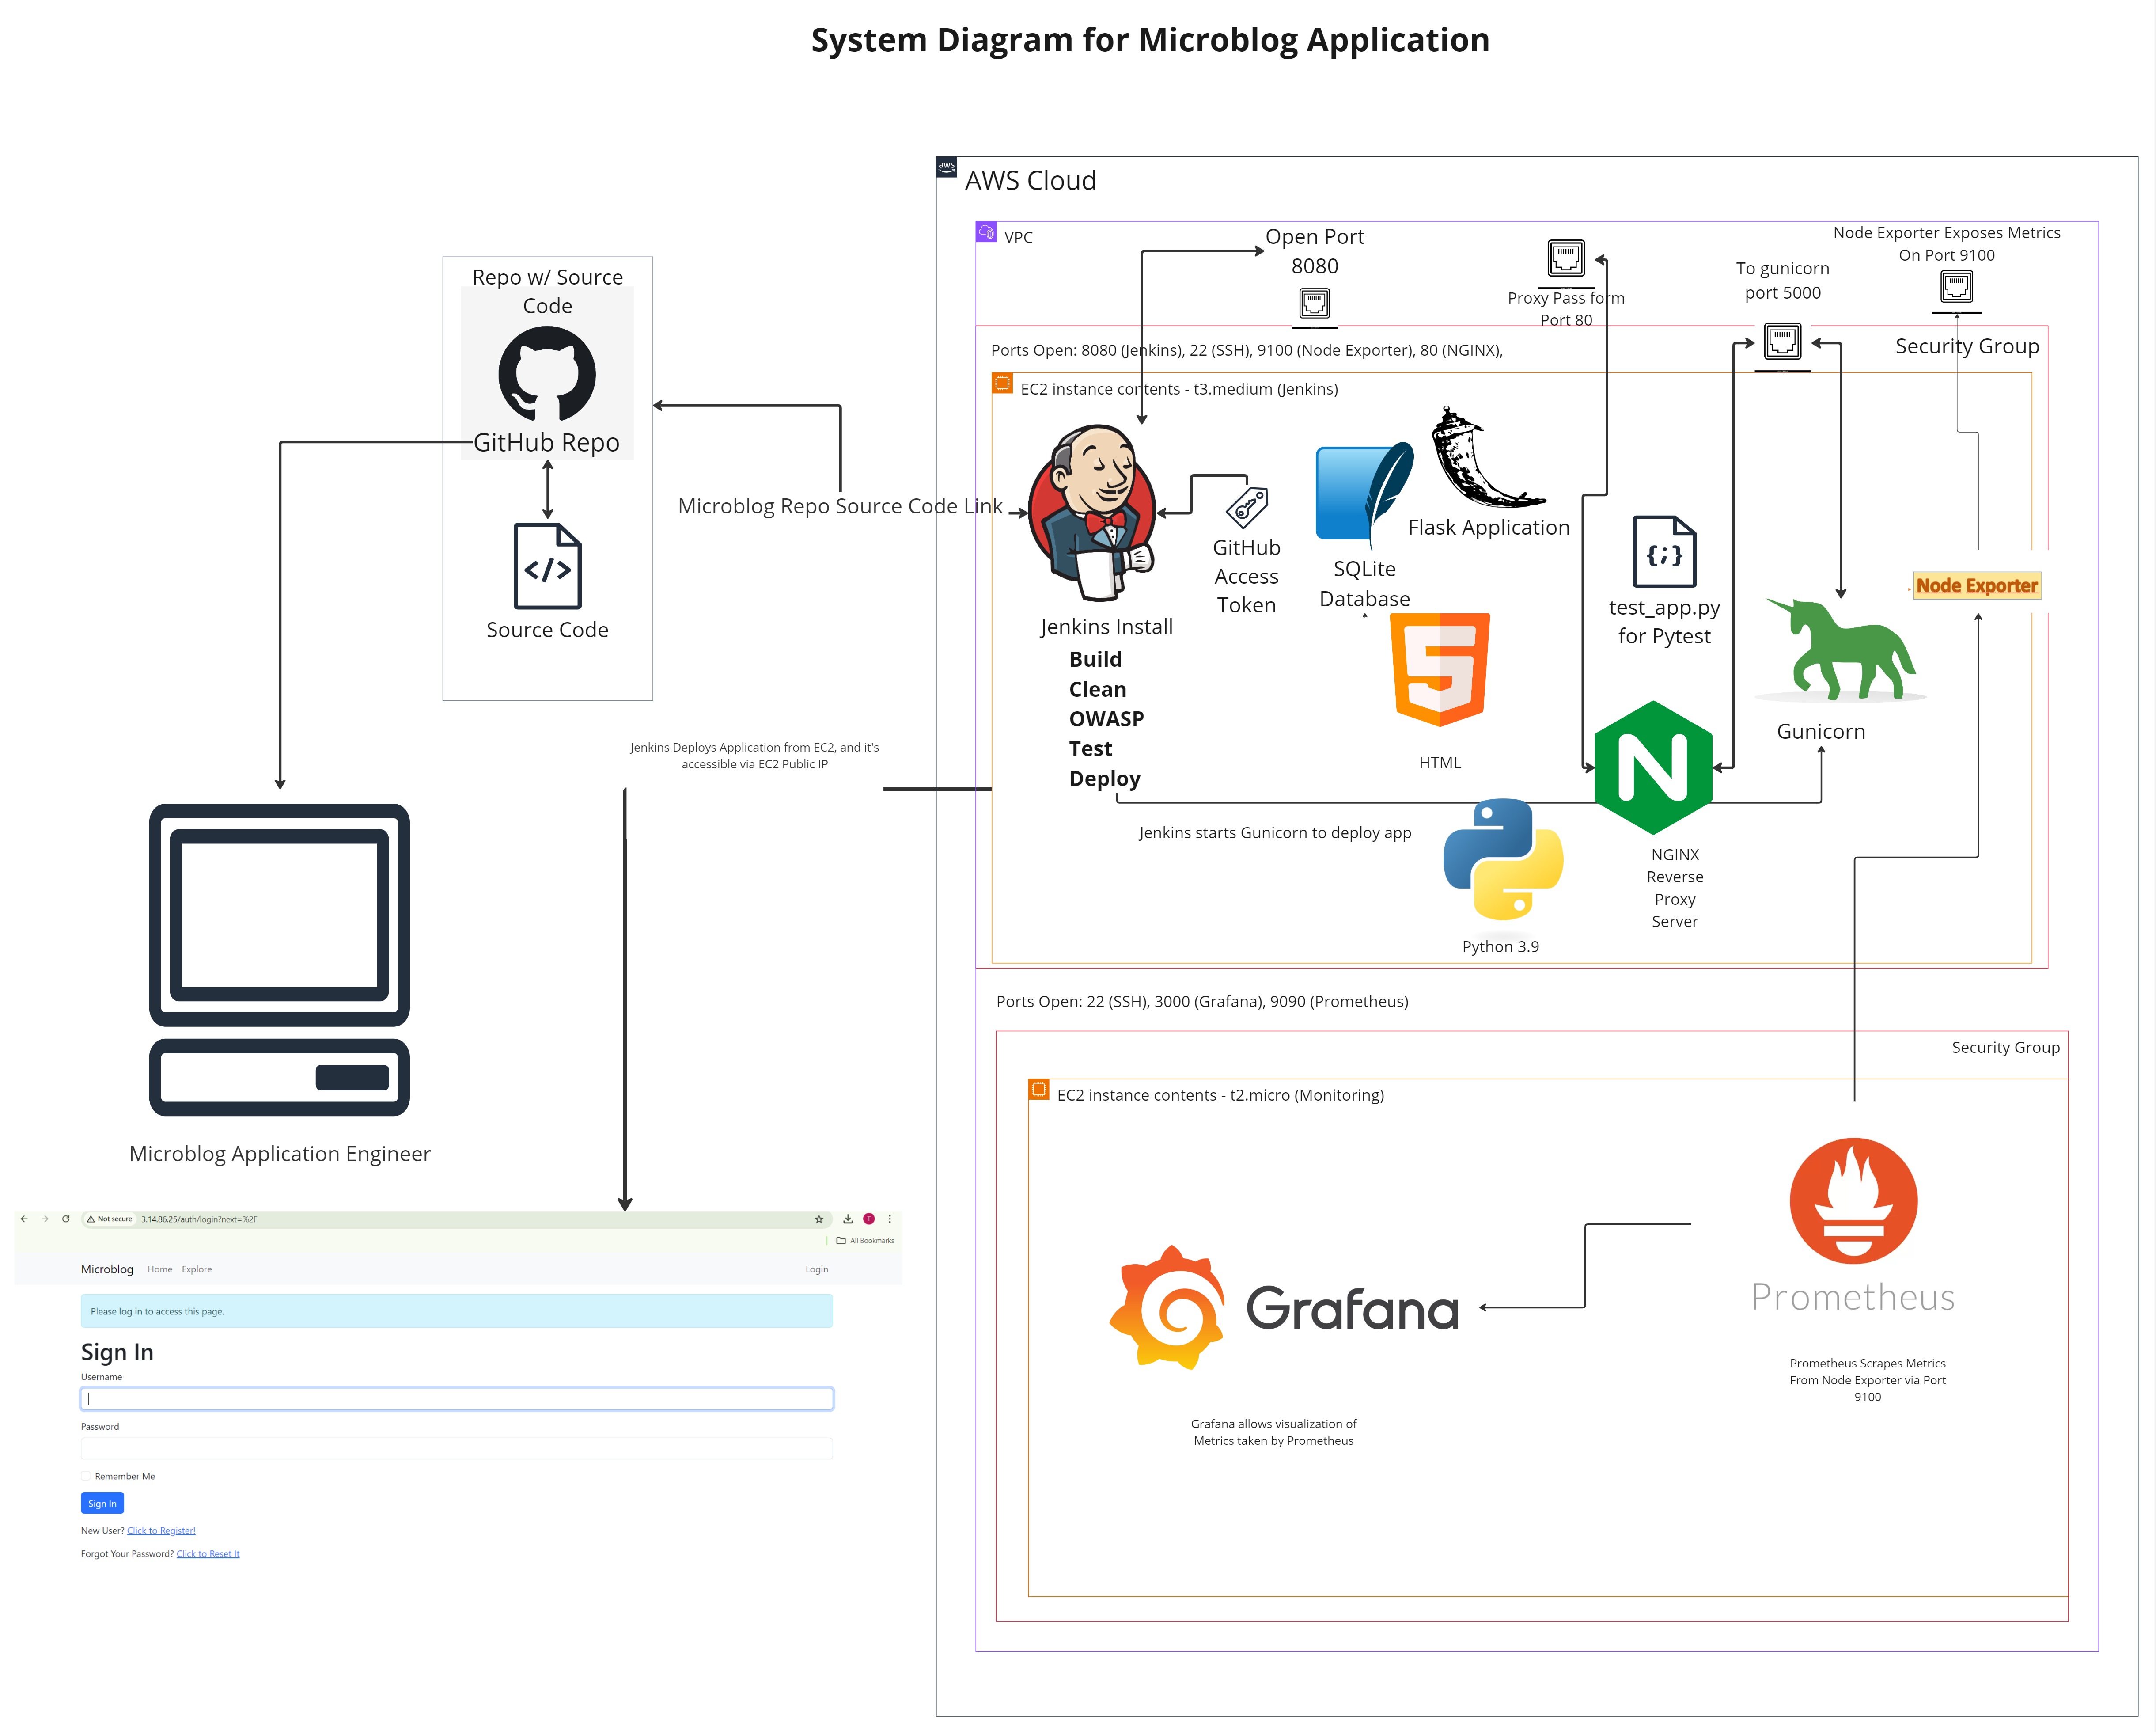 System Diagram for Microblog Application
aws
AWS Cloud
VPC
Open Port
8080
Proxy Pass form
Port 80
To gunicorn
port 5000
Node Exporter Exposes Metrics
On Port 9100
Repo w/ Source
Code
GitHub Repo
</>
Source Code
Microblog Repo Source Code Link
Ports Open: 8080 (Jenkins), 22 (SSH), 9100 (Node Exporter), 80 (NGINX),
Security Group
EC2 instance contents - t3.medium (Jenkins)
Jenkins Install
Build
Clean
OWASP
Test
Deploy
GitHub
Access
Token
SQLite
Database
Flask Application
5
HTML
{;}
test_app.py
for Pytest
Node Exporter
Gunicorn
N
NGINX
Reverse
Proxy
Server
Jenkins starts Gunicorn to deploy app
Python 3.9
Jenkins Deploys Application from EC2, and it's
accessible via EC2 Public IP
Microblog Application Engineer
Ports Open: 22 (SSH), 3000 (Grafana), 9090 (Prometheus)
Security Group
EC2 instance contents - t2.micro (Monitoring)
Grafana
Grafana allows visualization of
Metrics taken by Prometheus
Prometheus
Prometheus Scrapes Metrics
From Node Exporter via Port
9100
Not secure 3.14.86.25/auth/login?next=%2F
T
All Bookmarks
Microblog Home Explore Login
Please log in to access this page.
Sign In
Username
Password
Remember Me
Sign In
New User? Click to Register!
Forgot Your Password? Click to Reset It